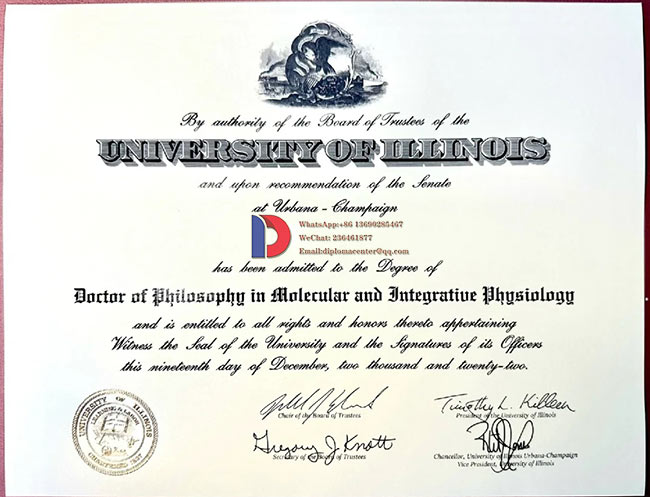 By authority of the Board of Trustees of the
UNIVERSITY OF ILLINOIS
and upon recommendation of the Senate
at Urbana - Champaign
WhatsApp:+86 13690285467
WeChat: 236461877
Email:diplomacenter@qq.com
has been admitted to the Degree of
Doctor of Philosophy in Molecular and Integrative Physiology
and is entitled to all rights and honors thereto appertaining
Witness the Seal of the University and the Signatures of its Officers
this nineteenth day of December, two thousand and twenty-two.
UNIVERSITY OF ILLINOIS
LEARNING & LABOR
Chair of the Board of Trustees
Timothy L. Killeen
President of the University of Illinois
Gregory J. Knott
Secretary of the Board of Trustees
Chancellor, University of Illinois Urbana-Champaign
Vice President, University of Illinois